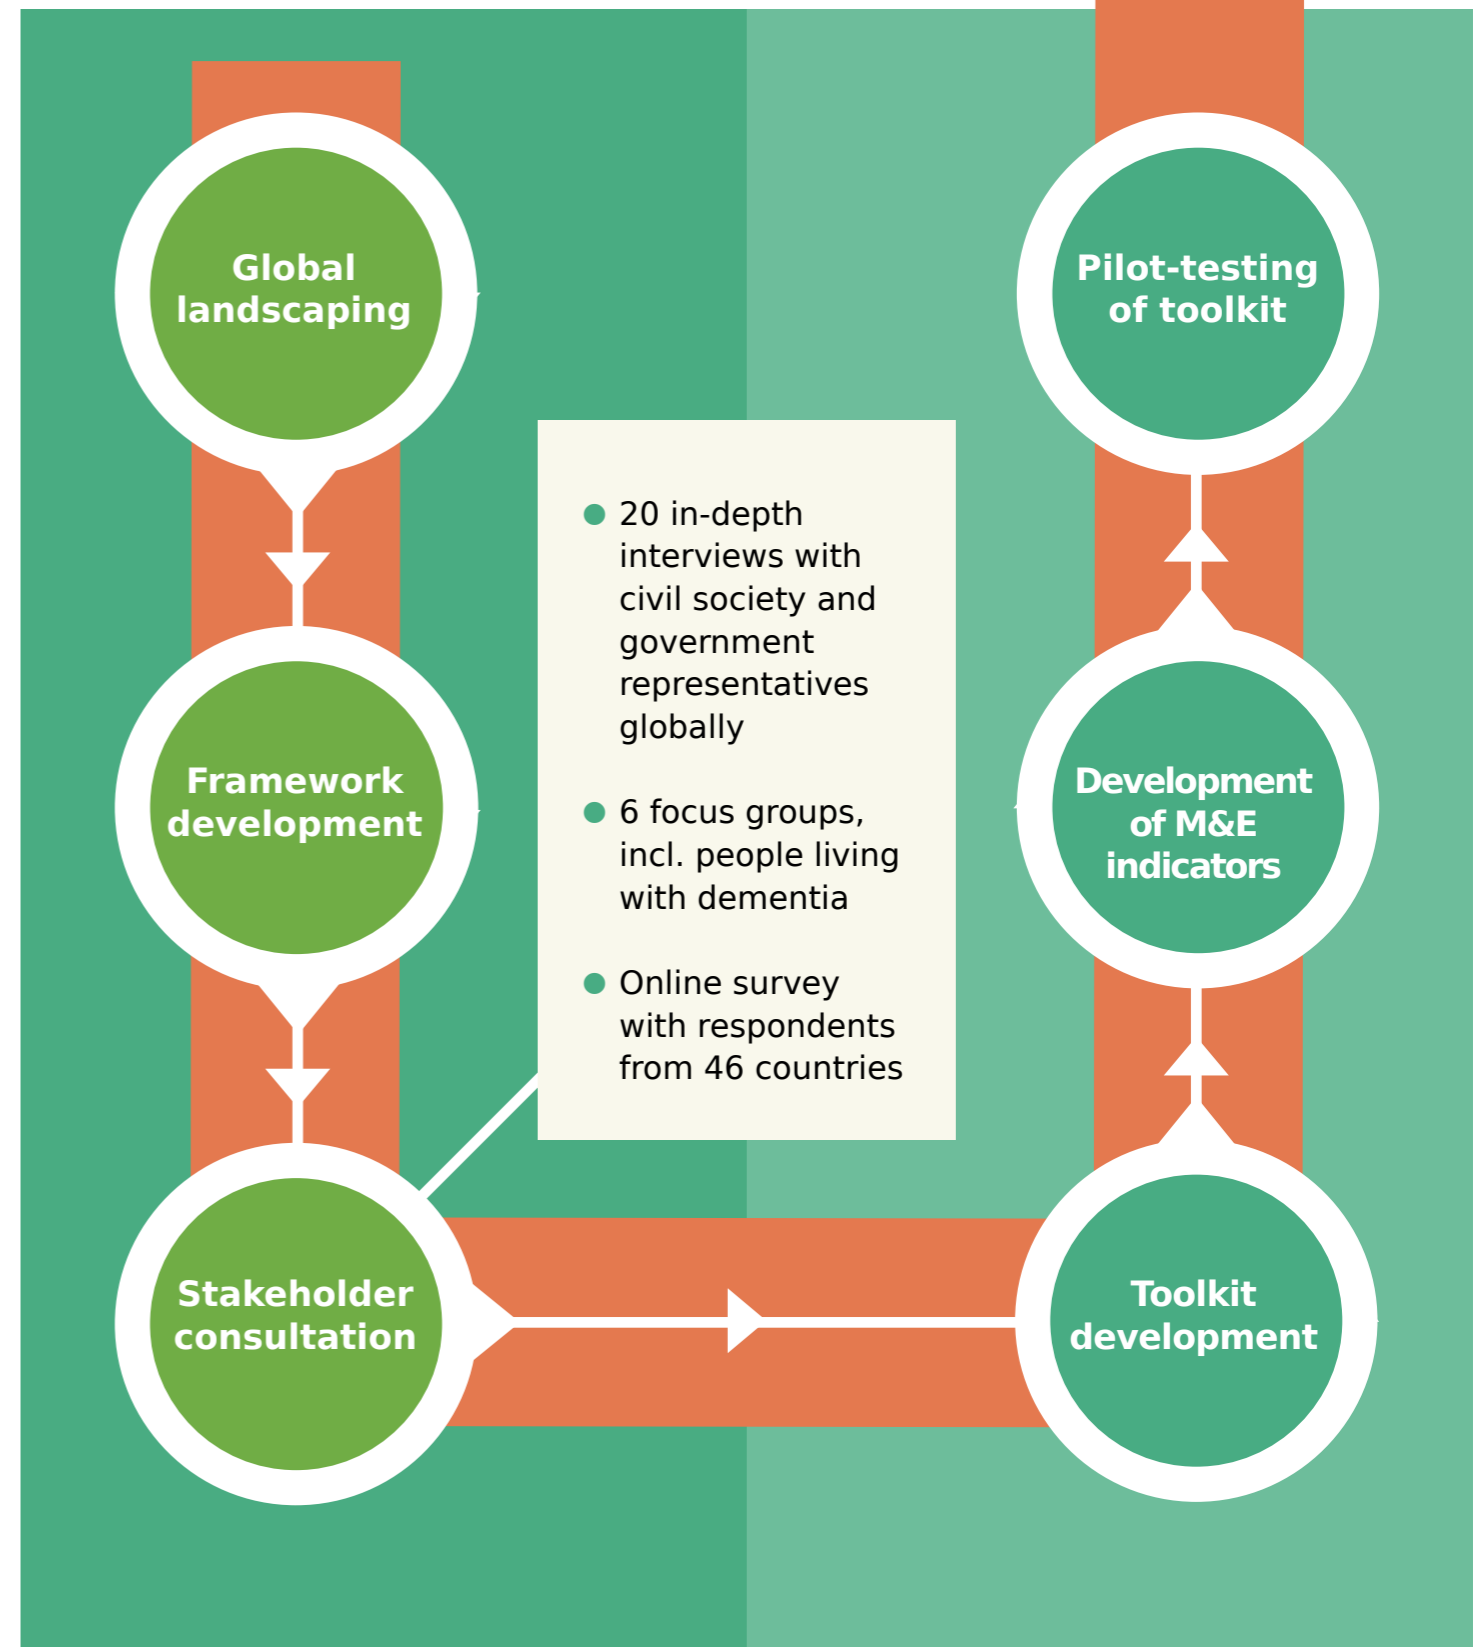 Global
landscaping
Framework
development
Stakeholder
consultation
● 20 in-depth
interviews with
civil society and
government
representatives
globally
● 6 focus groups,
incl. people living
with dementia
● Online survey
with respondents
from 46 countries
Toolkit
development
Development
of M&E
indicators
Pilot-testing
of toolkit